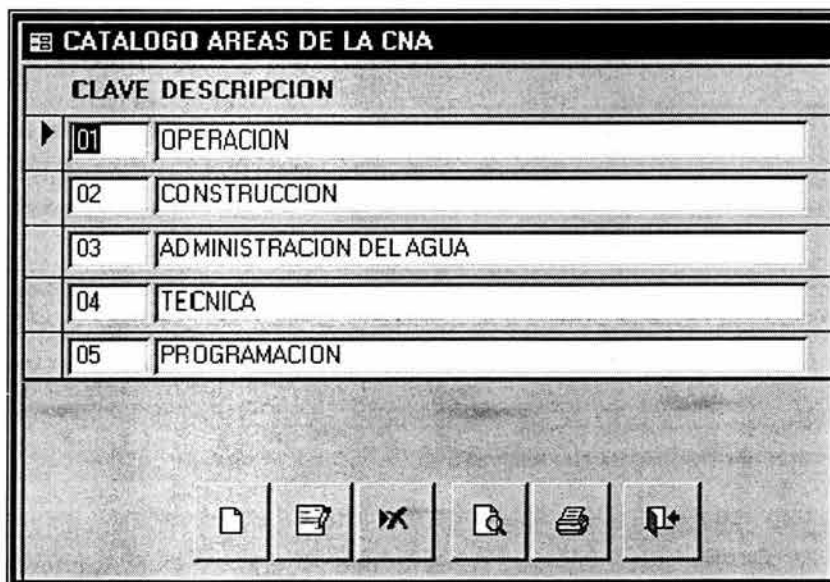 CATALOGO AREAS DE LA CNA
CLAVE DESCRIPCION
01 OPERACION
02 CONSTRUCCION
03 ADMINISTRACION DEL AGUA
04 TECNICA
05 PROGRAMACION